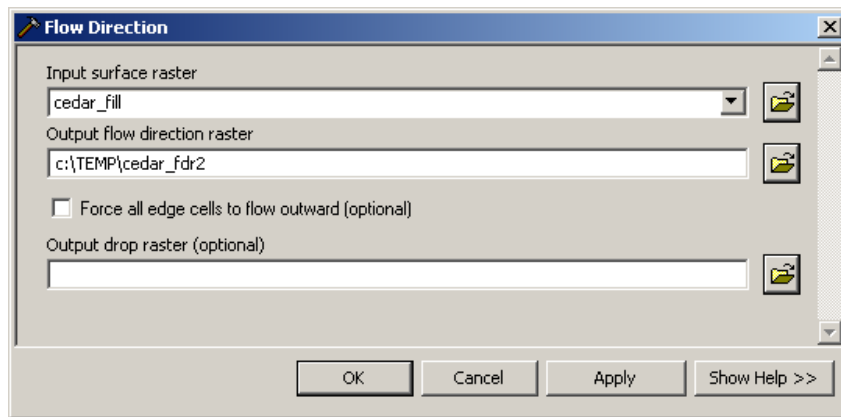 Flow Direction
Input surface raster
cedar_fill
Output flow direction raster
c:\TEMP\cedar_fdr2
Force all edge cells to flow outward (optional)
Output drop raster (optional)
OK Cancel Apply Show Help >>